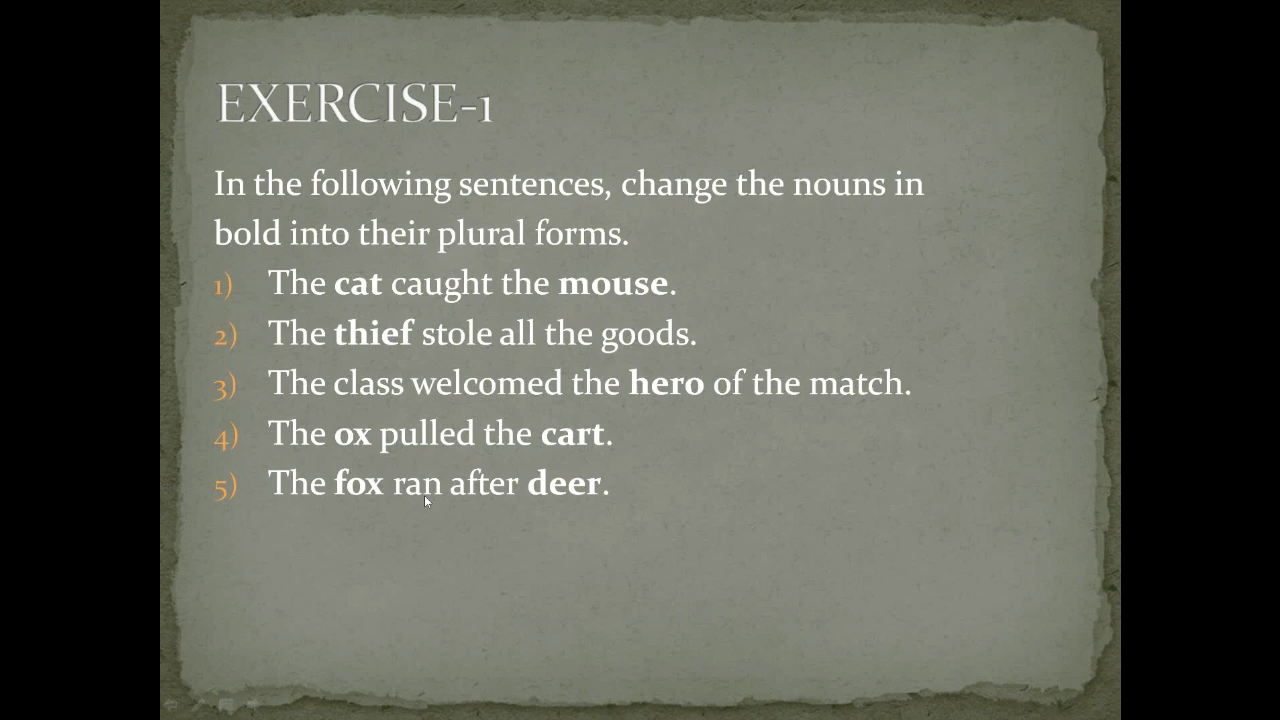 EXERCISE-1
In the following sentences, change the nouns in
bold into their plural forms.
1) The cat caught the mouse.
2) The thief stole all the goods.
3) The class welcomed the hero of the match.
4) The ox pulled the cart.
5) The fox ran after deer.